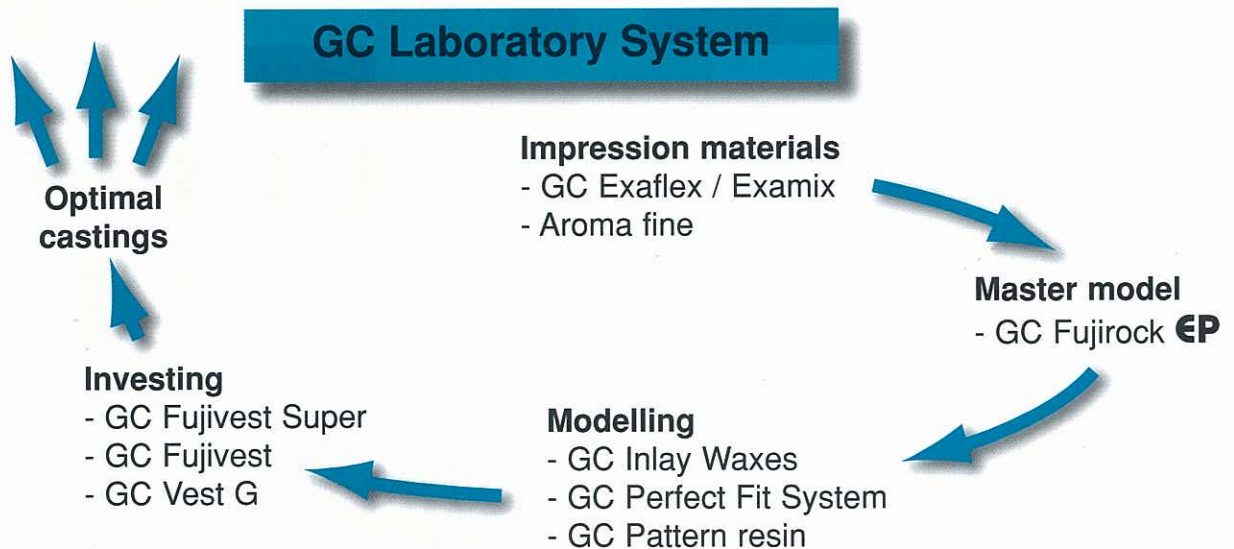 GC Laboratory System
Impression materials
- GC Exaflex / Examix
- Aroma fine
Master model
- GC Fujirock EP
Modelling
- GC Inlay Waxes
- GC Perfect Fit System
- GC Pattern resin
Investing
- GC Fujivest Super
- GC Fujivest
- GC Vest G
Optimal
castings